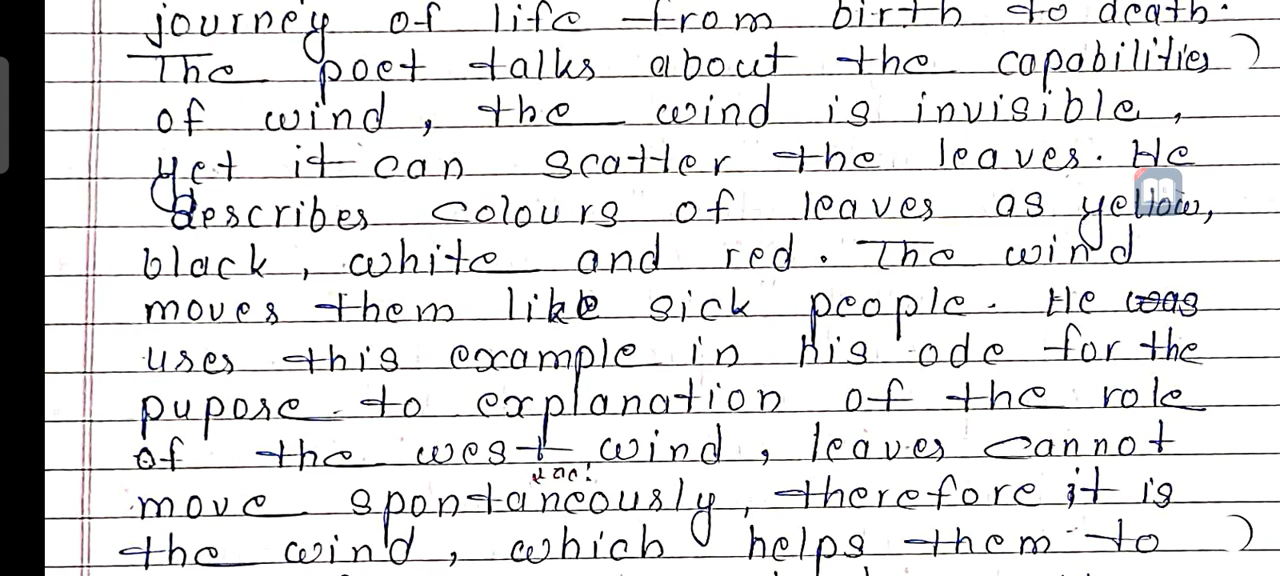 journey of life from birth to death.
The poet talks about the capabilities
of wind, the wind is invisible,
yet it can scatter the leaves. He
describes colours of leaves as yellow,
black, white and red. The wind
moves them like sick people. He was
uses this example in his ode for the
pupose to explanation of the role
of the west wind, leaves cannot
move spontaneously, therefore it is
the wind, which helps them to